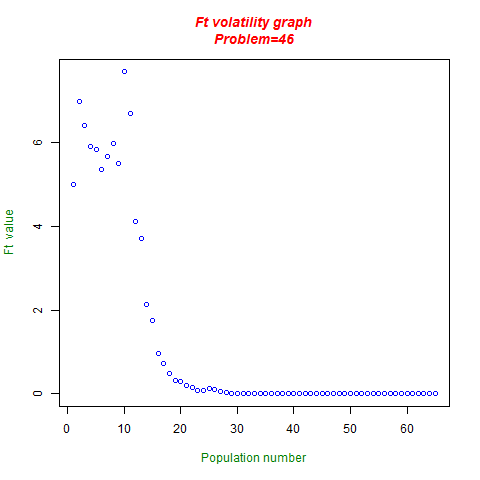 Ft volatility graph
Problem=46
6
4
2
0
Ft value
0 10 20 30 40 50 60
Population number